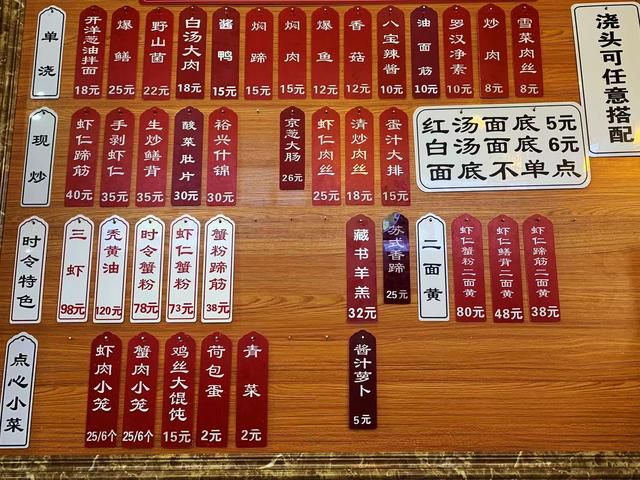 单浇
开洋葱油拌面 18元
爆鳝 25元
野山菌 22元
白汤大肉 18元
酱鸭 15元
焖蹄 15元
焖肉 10元
爆鱼 12元
香菇 12元
八宝辣酱 10元
油面筋 10元
罗汉净素 10元
炒肉 8元
雪菜肉丝 8元
浇头可任意搭配
现炒
虾仁蹄筋 40元
手剥虾仁 35元
生炒鳝背 35元
酸菜肚片 30元
裕兴什锦 30元
京葱大肠 26元
虾仁肉丝 25元
清炒肉丝 18元
蛋汁大排 15元
红汤面底 5元
白汤面底 6元
面底不单点
时令特色
三虾 98元
秃黄油 120元
时令蟹粉 78元
虾仁蟹粉 73元
蟹粉蹄筋 38元
藏书羊羔 32元
苏式香蹄 25元
二面黄
虾仁蟹粉二面黄 80元
虾仁鳝背二面黄 48元
虾仁蹄筋二面黄 38元
点心小菜
虾肉小笼 25/6个
蟹肉小笼 25/6个
鸡丝大馄饨 15元
荷包蛋 2元
青菜 2元
酱汁萝卜 5元